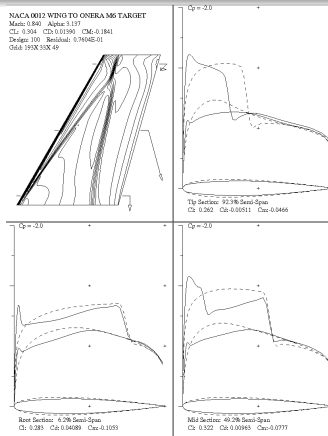 NACA 0012 WING TO ONERA M6 TARGET
Mach: 0.840 Alpha: 3.137
CL: 0.304 CD: 0.01390 CM:-0.1841
Design: 100 Residual: 0.7604E-01
Grid: 193X 33X 49
Cp = -2.0
Tip Section: 92.3% Semi-Span
Cl: 0.262 Cd:-0.00511 Cm:-0.0466
Cp = -2.0
Root Section: 6.2% Semi-Span
Cl: 0.283 Cd: 0.04089 Cm:-0.1033
Cp = -2.0
Mid Section: 49.2% Semi-Span
Cl: 0.322 Cd: 0.00963 Cm:-0.0777